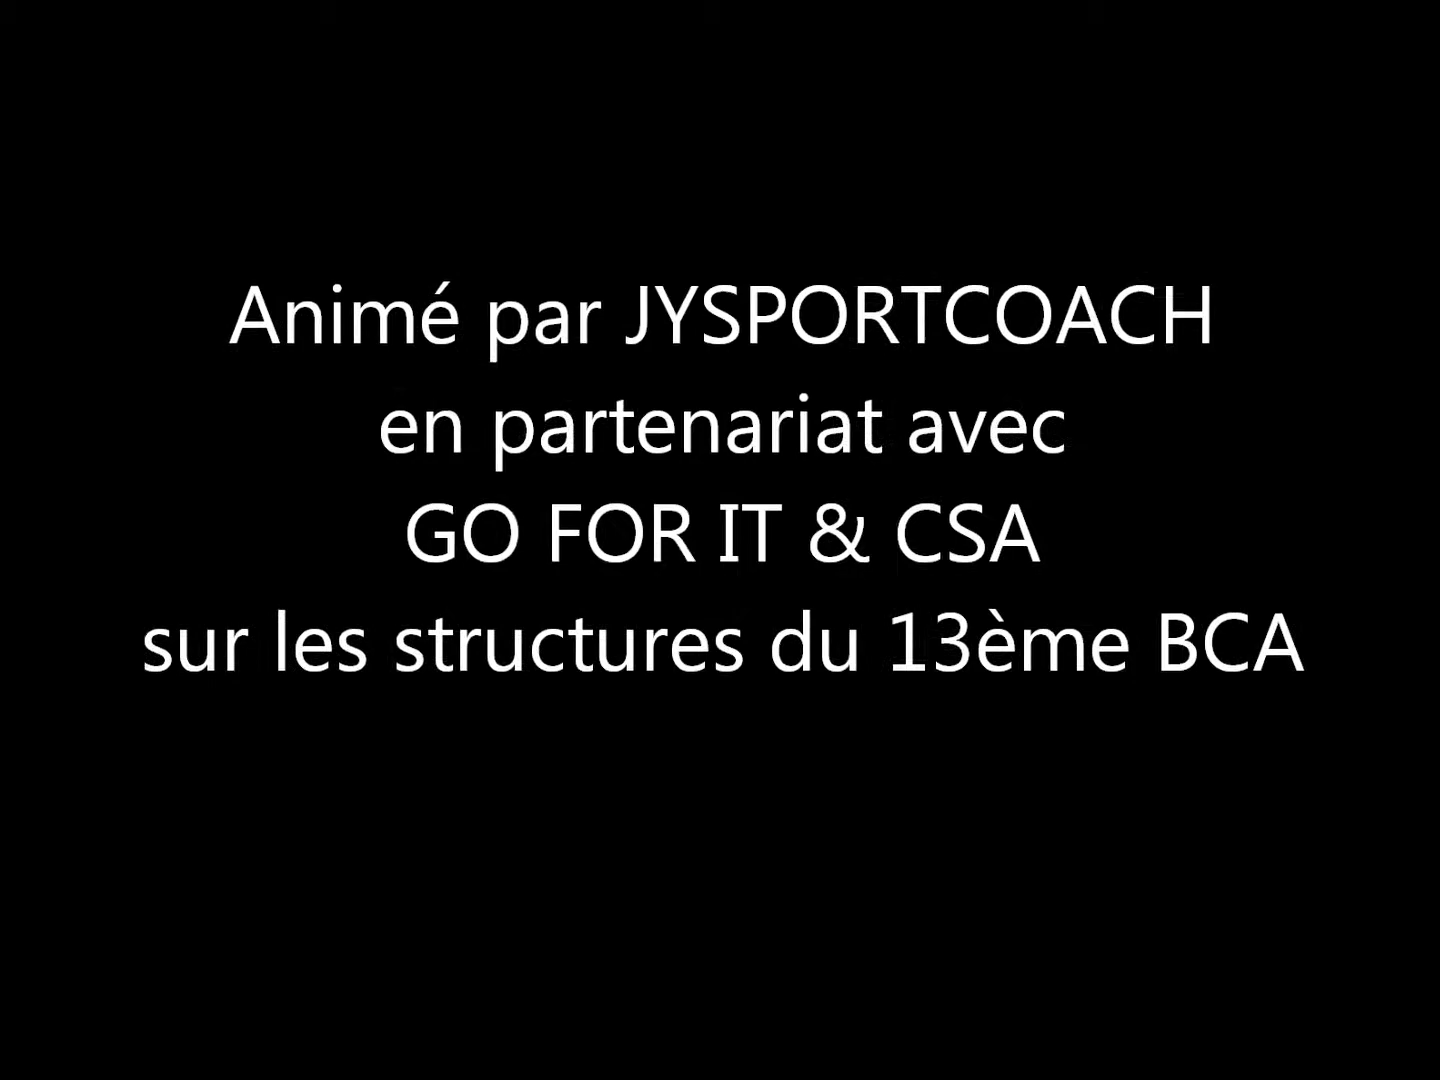 Animé par JYSPORTCOACH
en partenariat avec
GO FOR IT & CSA
sur les structures du 13ème BCA